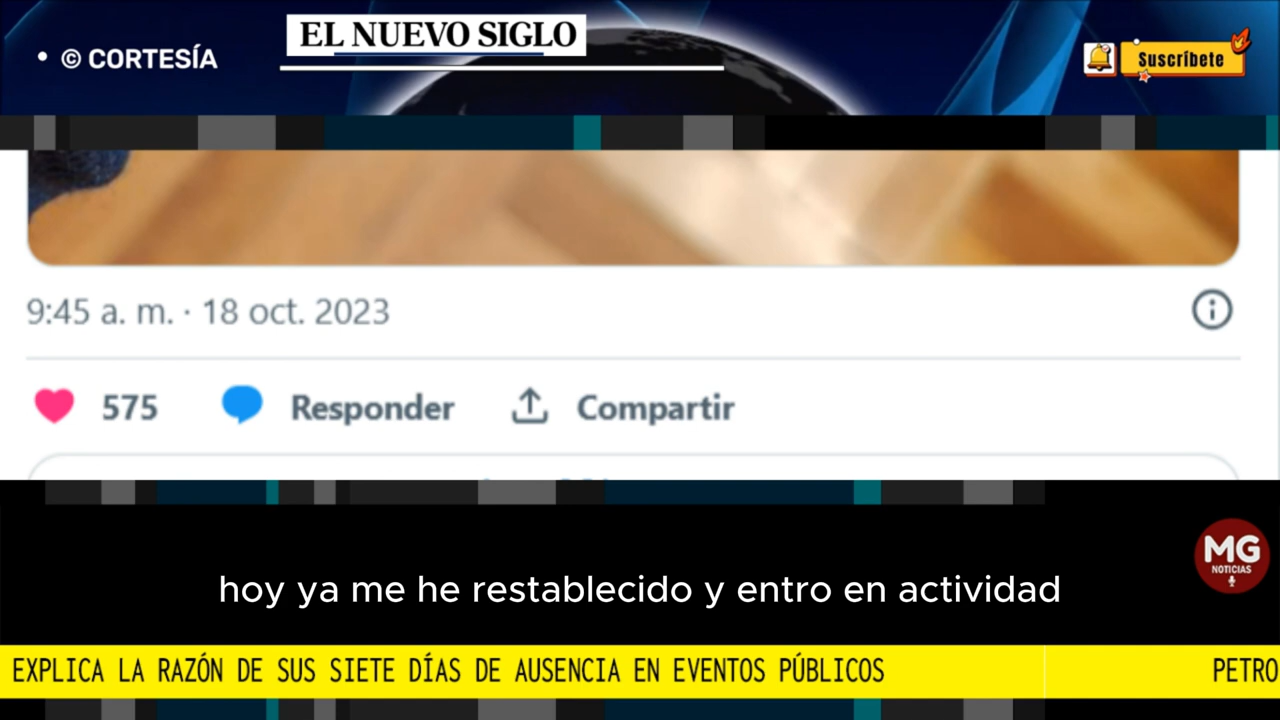 • © CORTESÍA
EL NUEVO SIGLO
Suscríbete
9:45 a. m. · 18 oct. 2023
575 Responder Compartir
MG
NOTICIAS
hoy ya me he restablecido y entro en actividad
EXPLICA LA RAZÓN DE SUS SIETE DÍAS DE AUSENCIA EN EVENTOS PÚBLICOS PETRO